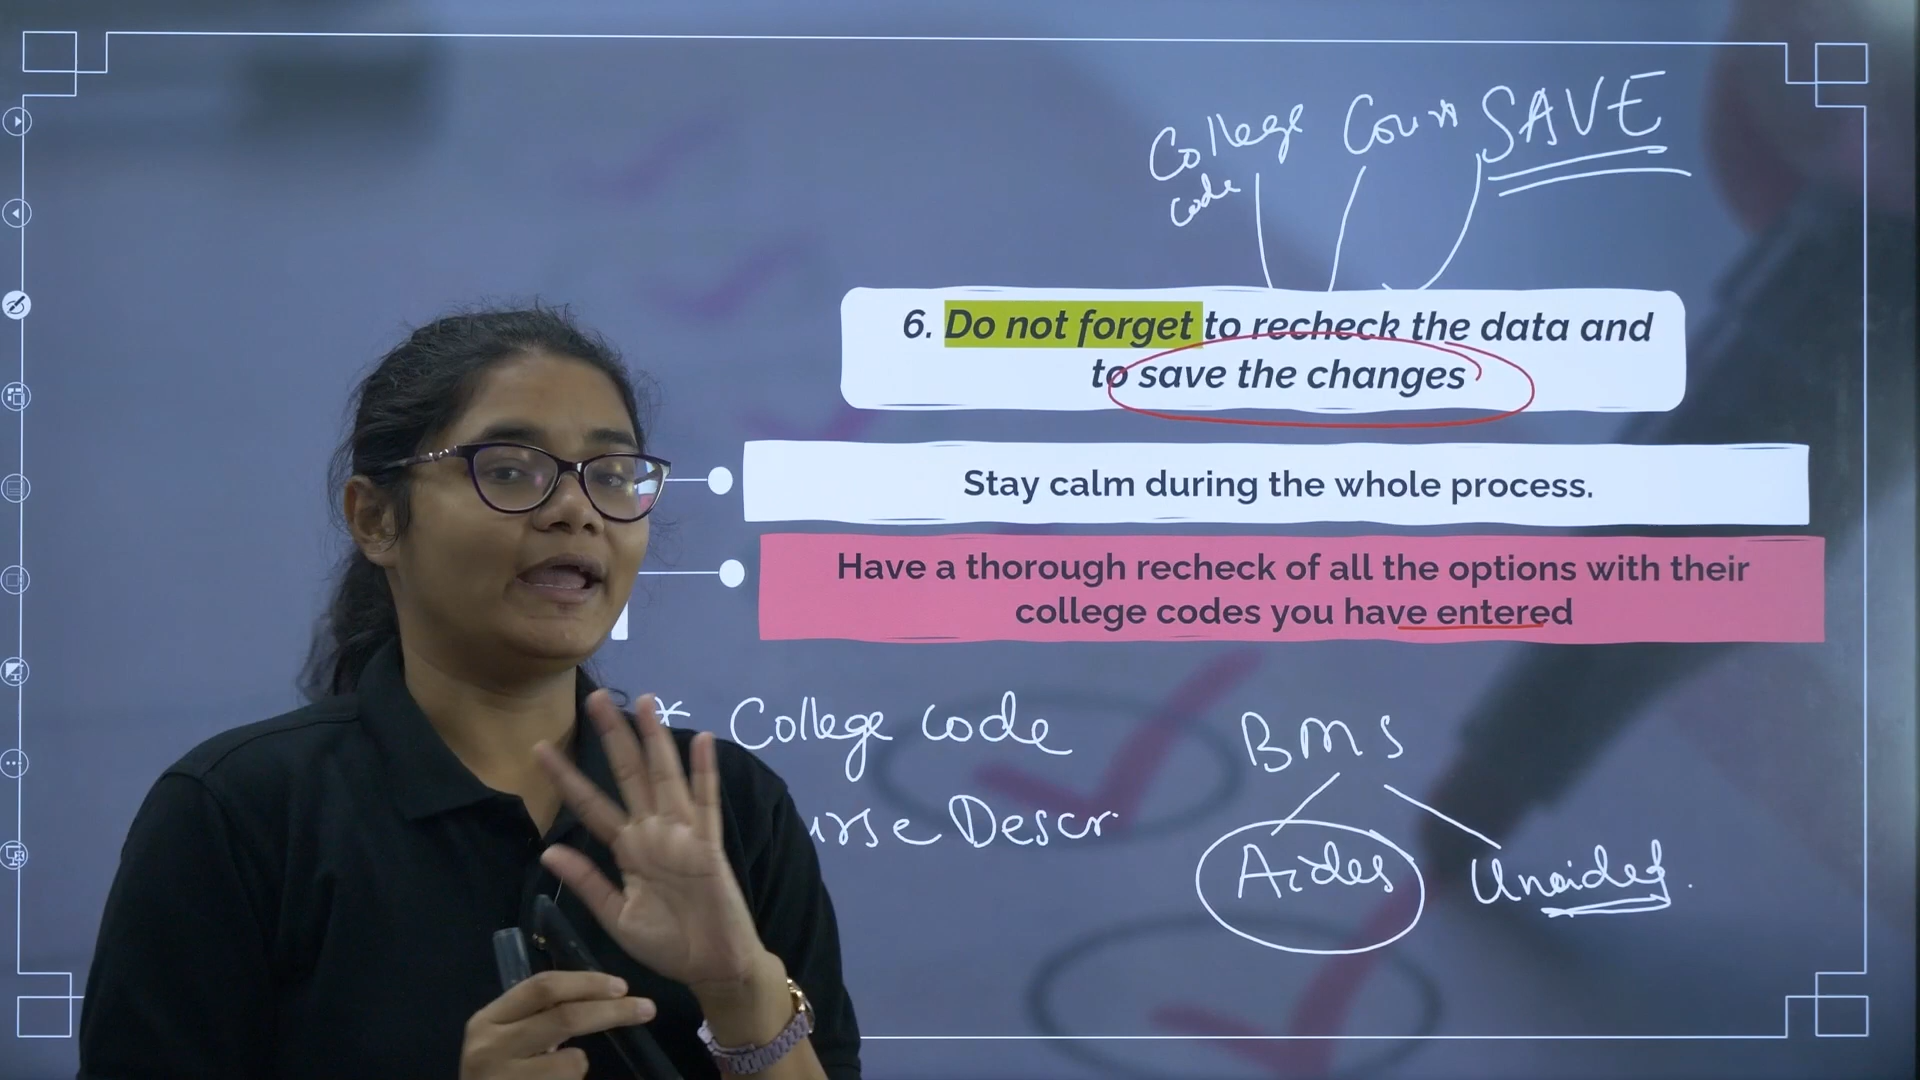 College Cours SAVE
code
6. Do not forget to recheck the data and
to save the changes
Stay calm during the whole process.
Have a thorough recheck of all the options with their
college codes you have entered
* College code
BMS
urse Descr.
Aided
Unaided.